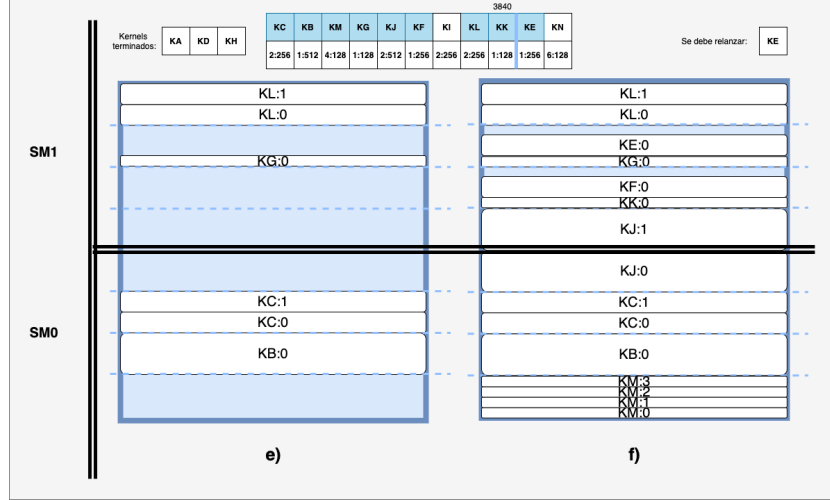 3840
Kernels terminados: KA KD KH
KC KB KM KG KJ KF KI KL KK KE KN
2:256 1:512 4:128 1:128 2:512 1:256 2:256 2:256 1:128 1:256 6:128
Se debe relanzar: KE
SM1
KL:1
KL:0
KG:0
KL:1
KL:0
KE:0
KG:0
KF:0
KK:0
KJ:1
SM0
KC:1
KC:0
KB:0
KJ:0
KC:1
KC:0
KB:0
KM:3
KM:2
KM:1
KM:0
e)
f)